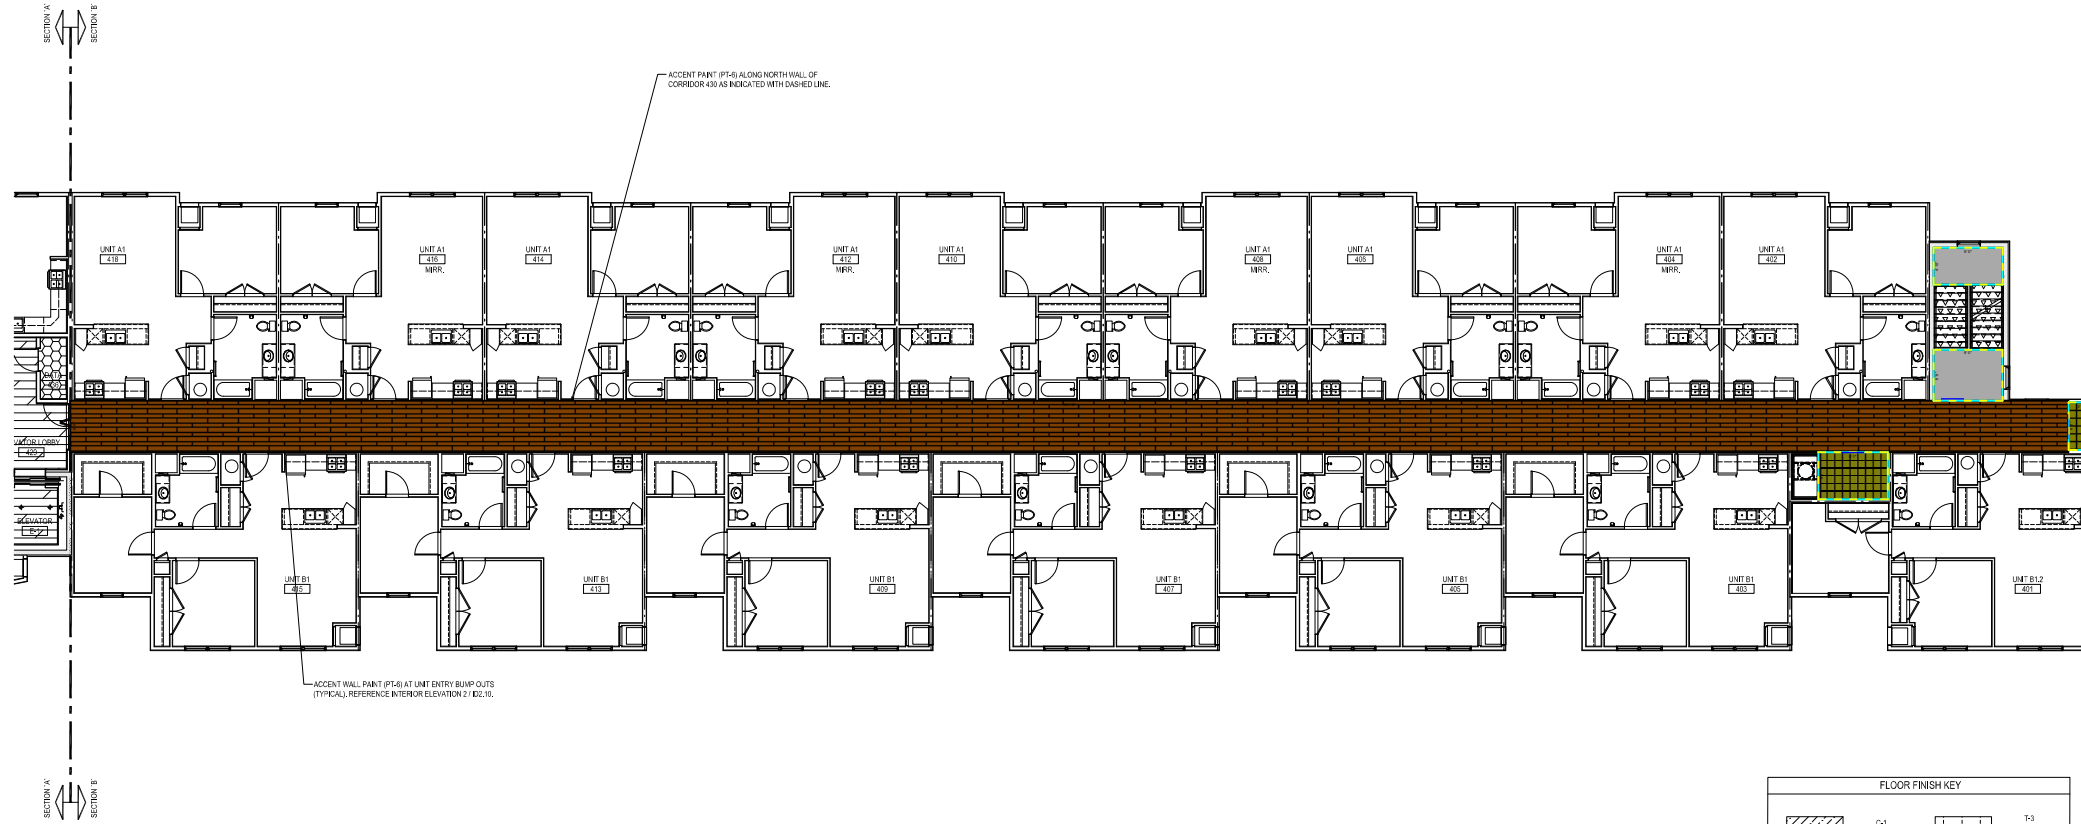 SECTION 'A'
SECTION 'B'
ACCENT PAINT (PT-6) ALONG NORTH WALL OF
CORRIDOR 430 AS INDICATED WITH DASHED LINE.
UNIT A1
418
UNIT A1
416
MIRR.
UNIT A1
414
UNIT A1
412
MIRR.
UNIT A1
410
UNIT A1
408
MIRR.
UNIT A1
406
UNIT A1
404
MIRR.
UNIT A1
402
DATA
VATOR LOBBY
429
ELEVATOR
UNIT B1
415
UNIT B1
413
UNIT B1
409
UNIT B1
407
UNIT B1
405
UNIT B1
403
UNIT B1.2
401
ACCENT WALL PAINT (PT-6) AT UNIT ENTRY BUMP OUTS
(TYPICAL). REFERENCE INTERIOR ELEVATION 2 / ID2.10.
SECTION 'A'
SECTION 'B'
FLOOR FINISH KEY
C-1
T-3